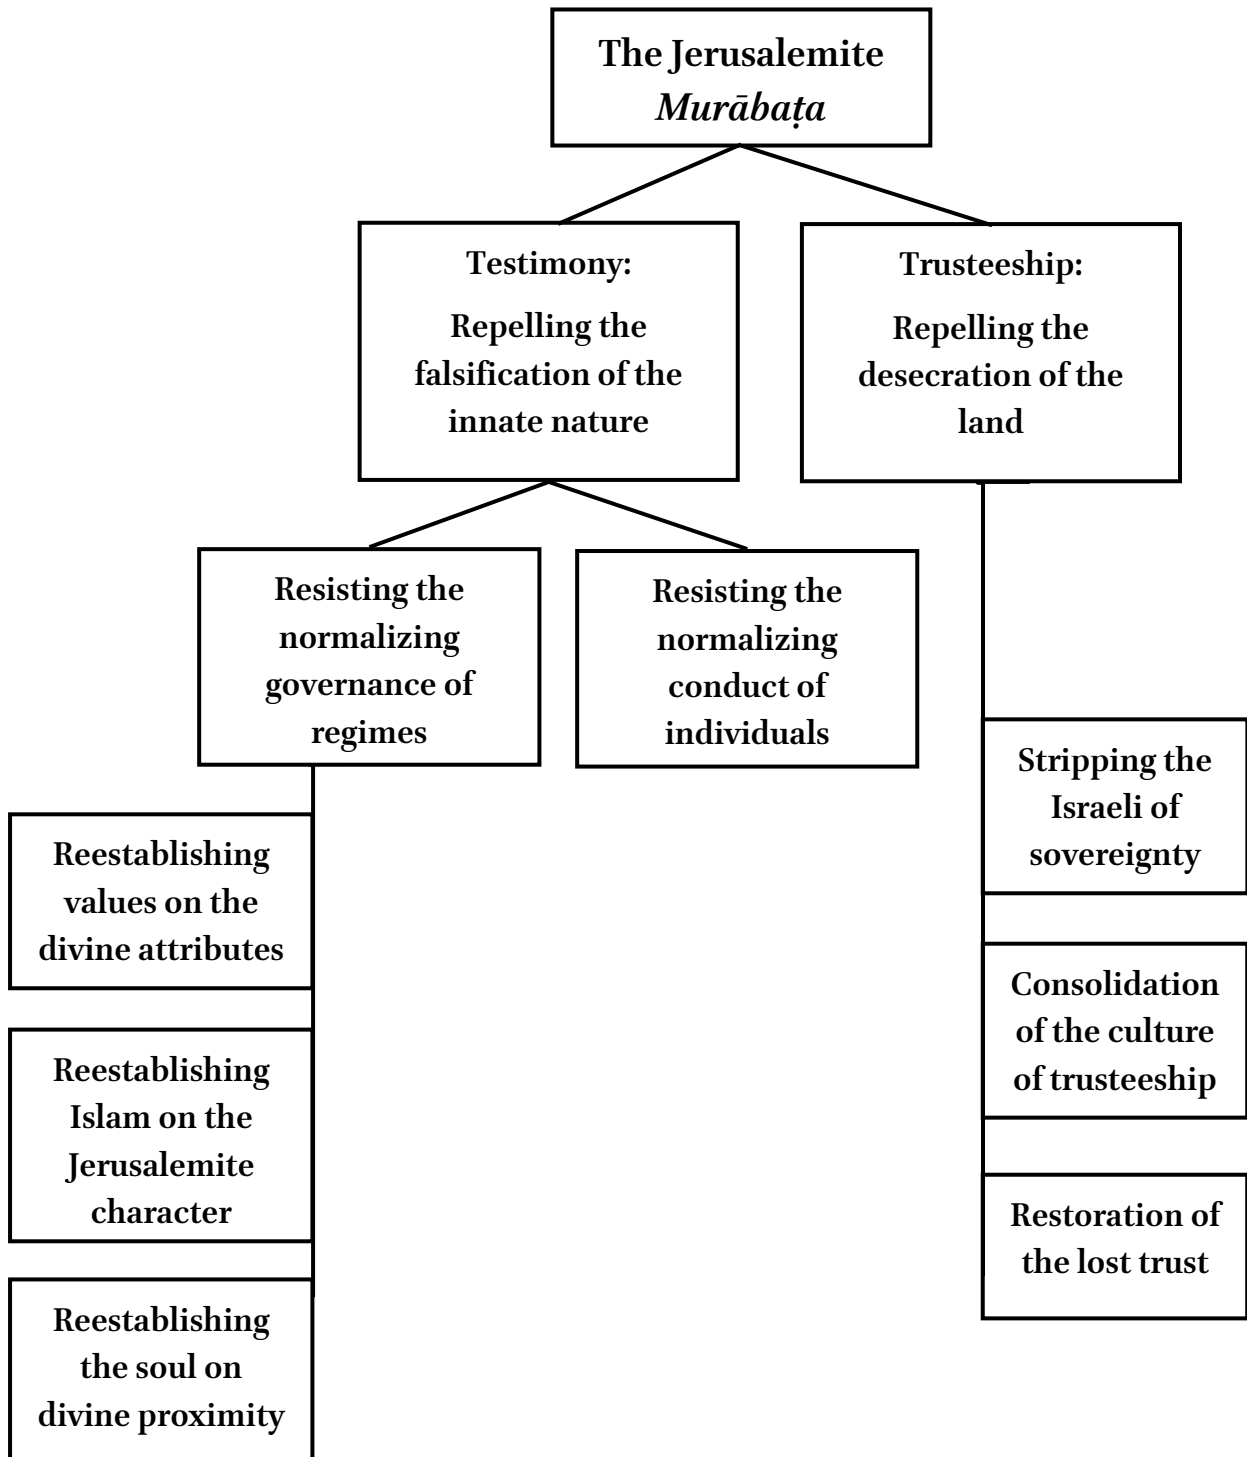 The Jerusalemite
Murābaṭa
Testimony:
Repelling the
falsification of the
innate nature
Trusteeship:
Repelling the
desecration of the
land
Resisting the
normalizing
governance of
regimes
Resisting the
normalizing
conduct of
individuals
Reestablishing
values on the
divine attributes
Reestablishing
Islam on the
Jerusalemite
character
Reestablishing
the soul on
divine proximity
Stripping the
Israeli of
sovereignty
Consolidation
of the culture
of trusteeship
Restoration of
the lost trust